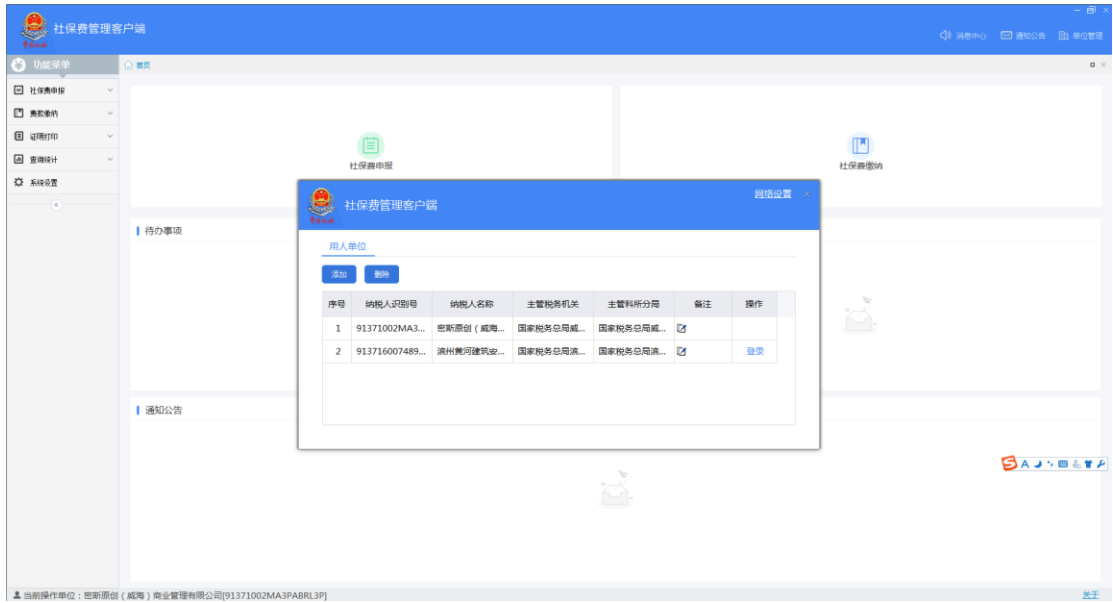 社保费管理客户端
消息中心 通知公告 单位管理
功能菜单
首页
社保费申报
费款缴纳
证明打印
查询统计
系统设置
社保费申报
社保费缴纳
待办事项
通知公告
社保费管理客户端
网络设置
用人单位
添加 删除
序号 纳税人识别号 纳税人名称 主管税务机关 主管科所分局 备注 操作
1 91371002MA3... 密斯原创（威海... 国家税务总局威... 国家税务总局威...
2 913716007489... 滨州黄河建筑安... 国家税务总局滨... 国家税务总局滨... 登录
当前操作单位：密斯原创（威海）商业管理有限公司[91371002MA3PABRL3P]
关于